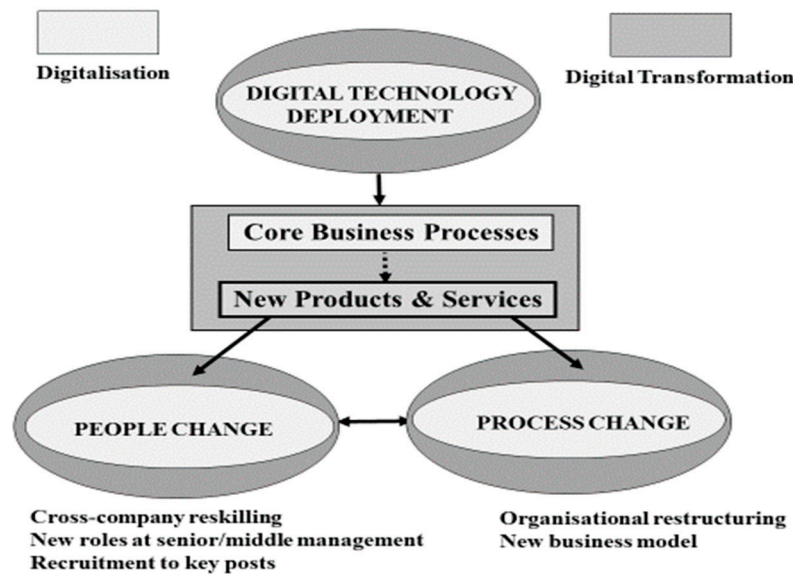 Digitalisation
Digital Transformation
DIGITAL TECHNOLOGY
DEPLOYMENT
Core Business Processes
New Products & Services
PEOPLE CHANGE
PROCESS CHANGE
Cross-company reskilling
New roles at senior/middle management
Recruitment to key posts
Organisational restructuring
New business model